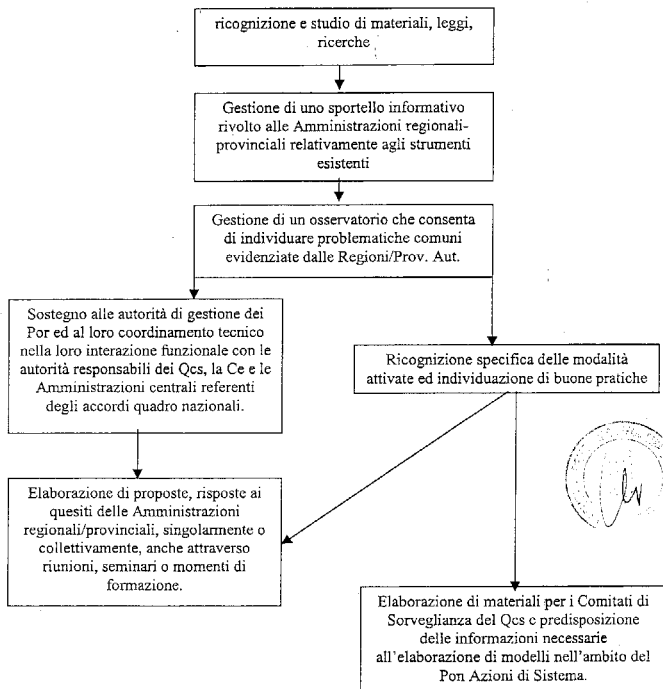 ricognizione e studio di materiali, leggi,
ricerche
Gestione di uno sportello informativo
rivolto alle Amministrazioni regionali-
provinciali relativamente agli strumenti
esistenti
Gestione di un osservatorio che consenta
di individuare problematiche comuni
evidenziate dalle Regioni/Prov. Aut.
Sostegno alle autorità di gestione dei
Por ed al loro coordinamento tecnico
nella loro interazione funzionale con le
autorità responsabili dei Qcs, la Ce e le
Amministrazioni centrali referenti
degli accordi quadro nazionali.
Ricognizione specifica delle modalità
attivate ed individuazione di buone pratiche
Elaborazione di proposte, risposte ai
quesiti delle Amministrazioni
regionali/provinciali, singolarmente o
collettivamente, anche attraverso
riunioni, seminari o momenti di
formazione.
Elaborazione di materiali per i Comitati di
Sorveglianza del Qcs e predisposizione
delle informazioni necessarie
all'elaborazione di modelli nell'ambito del
Pon Azioni di Sistema.